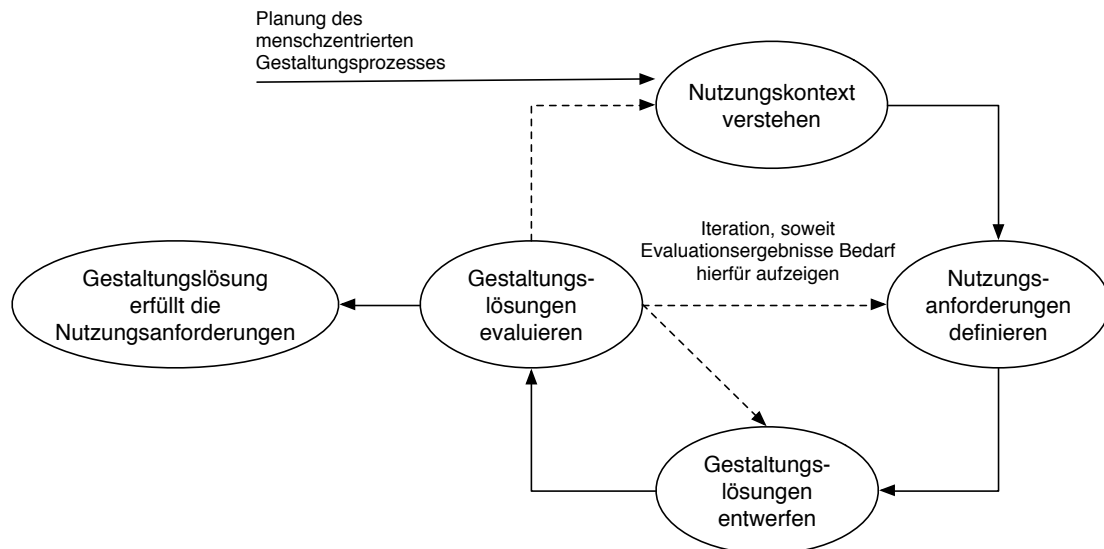 Planung des
menschzentrierten
Gestaltungsprozesses
Nutzungskontext
verstehen
Iteration, soweit
Evaluationsergebnisse Bedarf
hierfür aufzeigen
Gestaltungslösung
erfüllt die
Nutzungsanforderungen
Gestaltungs-
lösungen
evaluieren
Nutzungs-
anforderungen
definieren
Gestaltungs-
lösungen
entwerfen